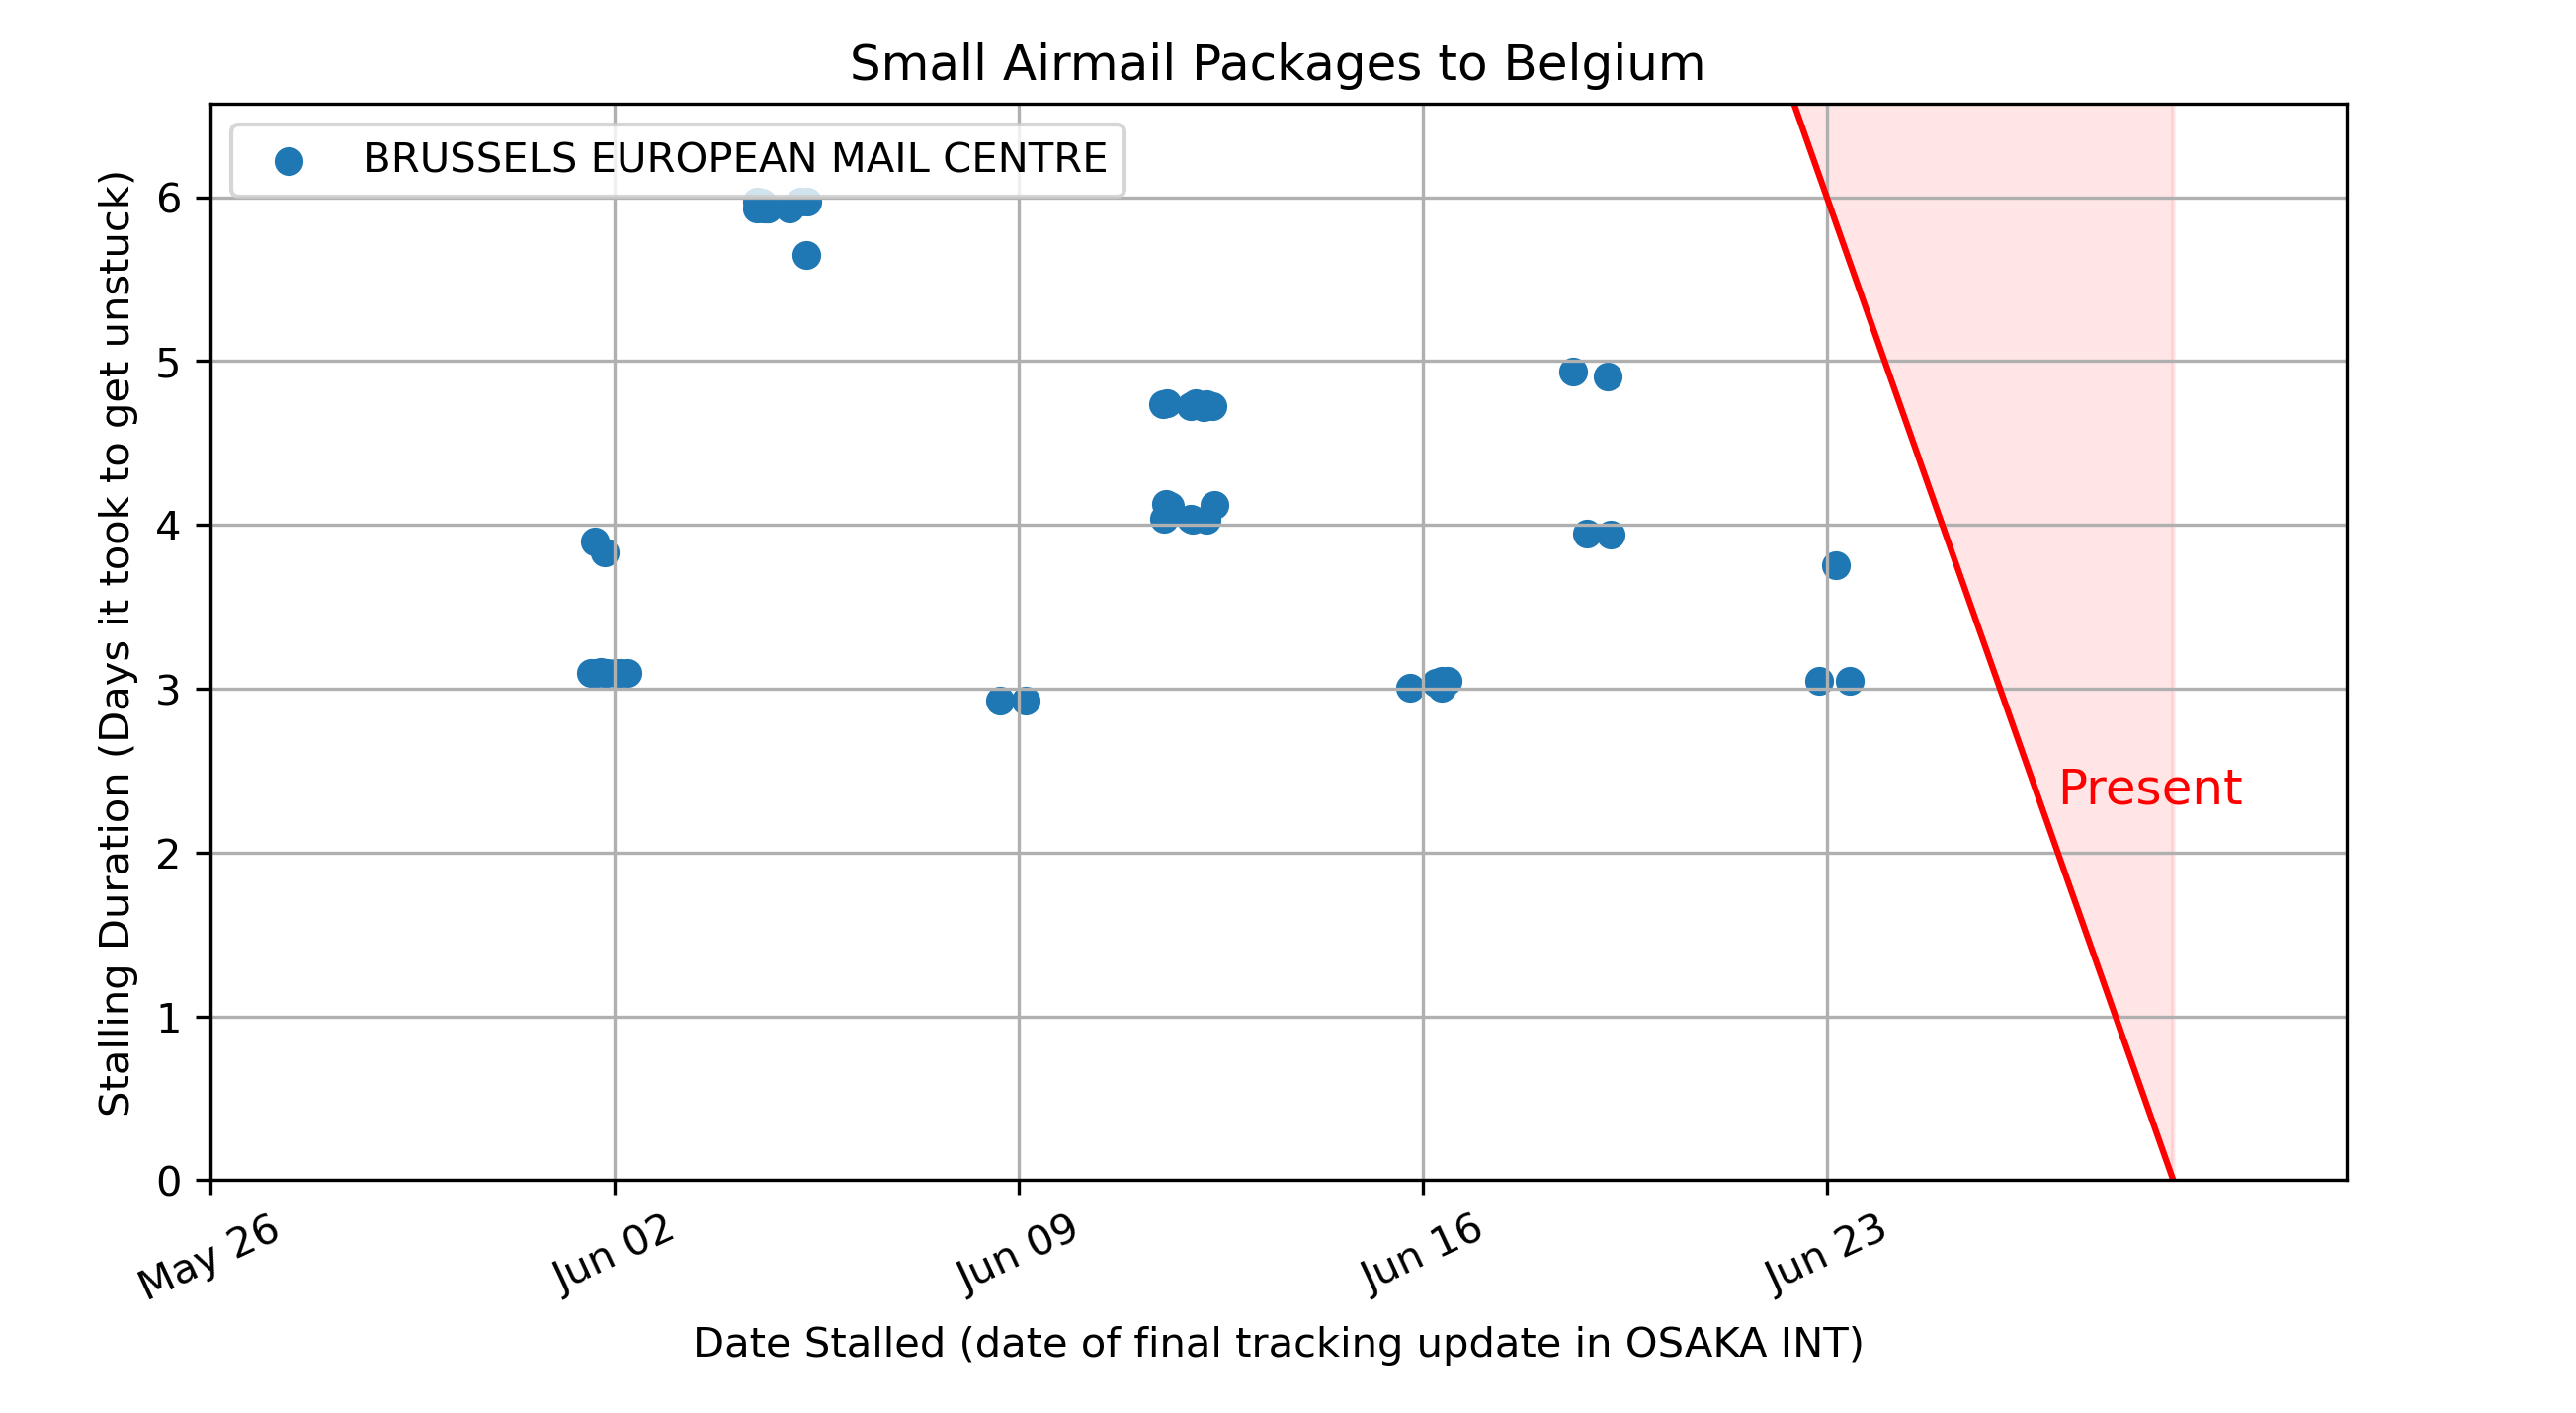 Small Airmail Packages to Belgium
BRUSSELS EUROPEAN MAIL CENTRE
Stalling Duration (Days it took to get unstuck)
6
5
4
3
2
1
0
Present
May 26
Jun 02
Jun 09
Jun 16
Jun 23
Date Stalled (date of final tracking update in OSAKA INT)